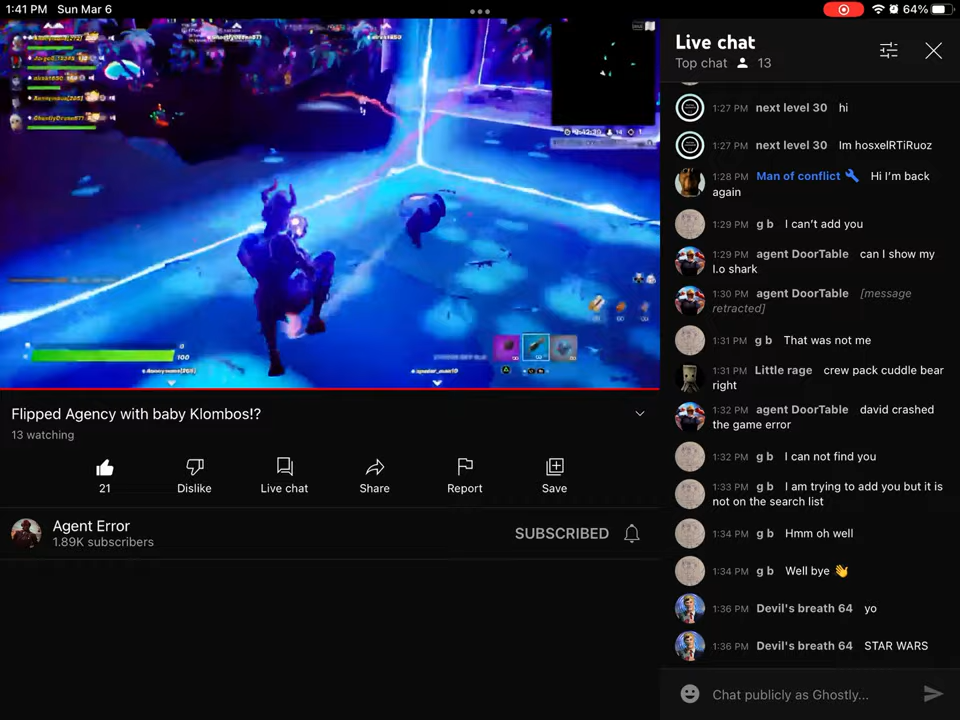 1:41 PM Sun Mar 6
64%
0
100
Flipped Agency with baby Klombos!?
13 watching
21
Dislike
Live chat
Share
Report
Save
Agent Error
1.89K subscribers
SUBSCRIBED
Live chat
Top chat 13
1:27 PM next level 30 hi
1:27 PM next level 30 Im hosxelRTiRuoz
1:28 PM Man of conflict 🔧 Hi I'm back
again
1:29 PM g b I can't add you
1:29 PM agent DoorTable can I show my
l.o shark
1:30 PM agent DoorTable [message
retracted]
1:31 PM g b That was not me
1:31 PM Little rage crew pack cuddle bear
right
1:32 PM agent DoorTable david crashed
the game error
1:32 PM g b I can not find you
1:33 PM g b I am trying to add you but it is
not on the search list
1:34 PM g b Hmm oh well
1:34 PM g b Well bye 👋
1:36 PM Devil's breath 64 yo
1:36 PM Devil's breath 64 STAR WARS
Chat publicly as Ghostly...